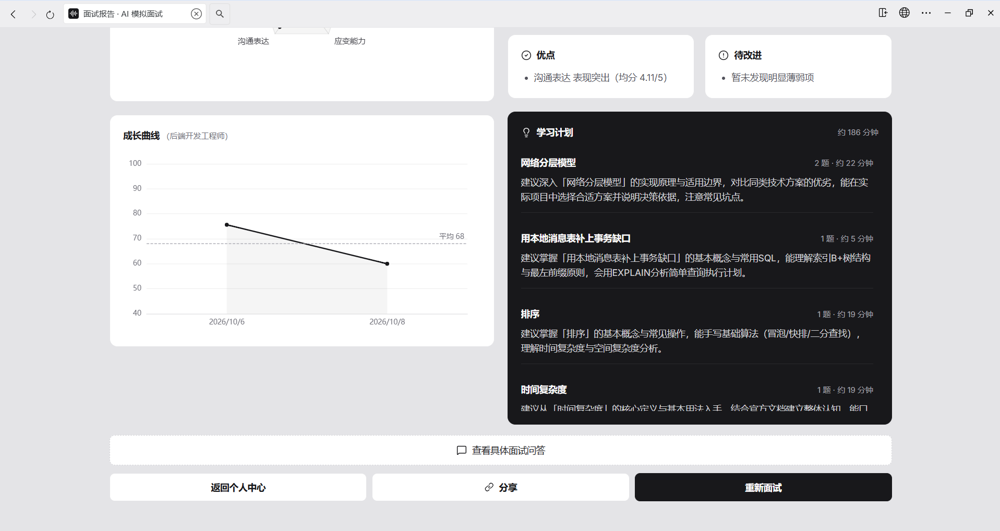 面试报告 · AI 模拟面试
沟通表达
应变能力
优点
沟通表达 表现突出（均分 4.11/5）
待改进
暂未发现明显薄弱项
成长曲线（后端开发工程师）
100
90
80
70
60
50
40
平均 68
2026/10/6
2026/10/8
学习计划
约 186 分钟
网络分层模型
2 题 · 约 22 分钟
建议深入「网络分层模型」的实现原理与适用边界，对比同类技术方案的优劣，能在实
际项目中选择合适方案并说明决策依据，注意常见坑点。
用本地消息表补上事务缺口
1 题 · 约 5 分钟
建议掌握「用本地消息表补上事务缺口」的基本概念与常用SQL，能理解索引B+树结构
与最左前缀原则，会用EXPLAIN分析简单查询执行计划。
排序
1 题 · 约 19 分钟
建议掌握「排序」的基本概念与常见操作，能手写基础算法（冒泡/快排/二分查找），
理解时间复杂度与空间复杂度分析。
时间复杂度
1 题 · 约 19 分钟
建议从「时间复杂度」的核心定义与基本用法入手，结合官方文档建立整体认知，能口
查看具体面试问答
返回个人中心
分享
重新面试